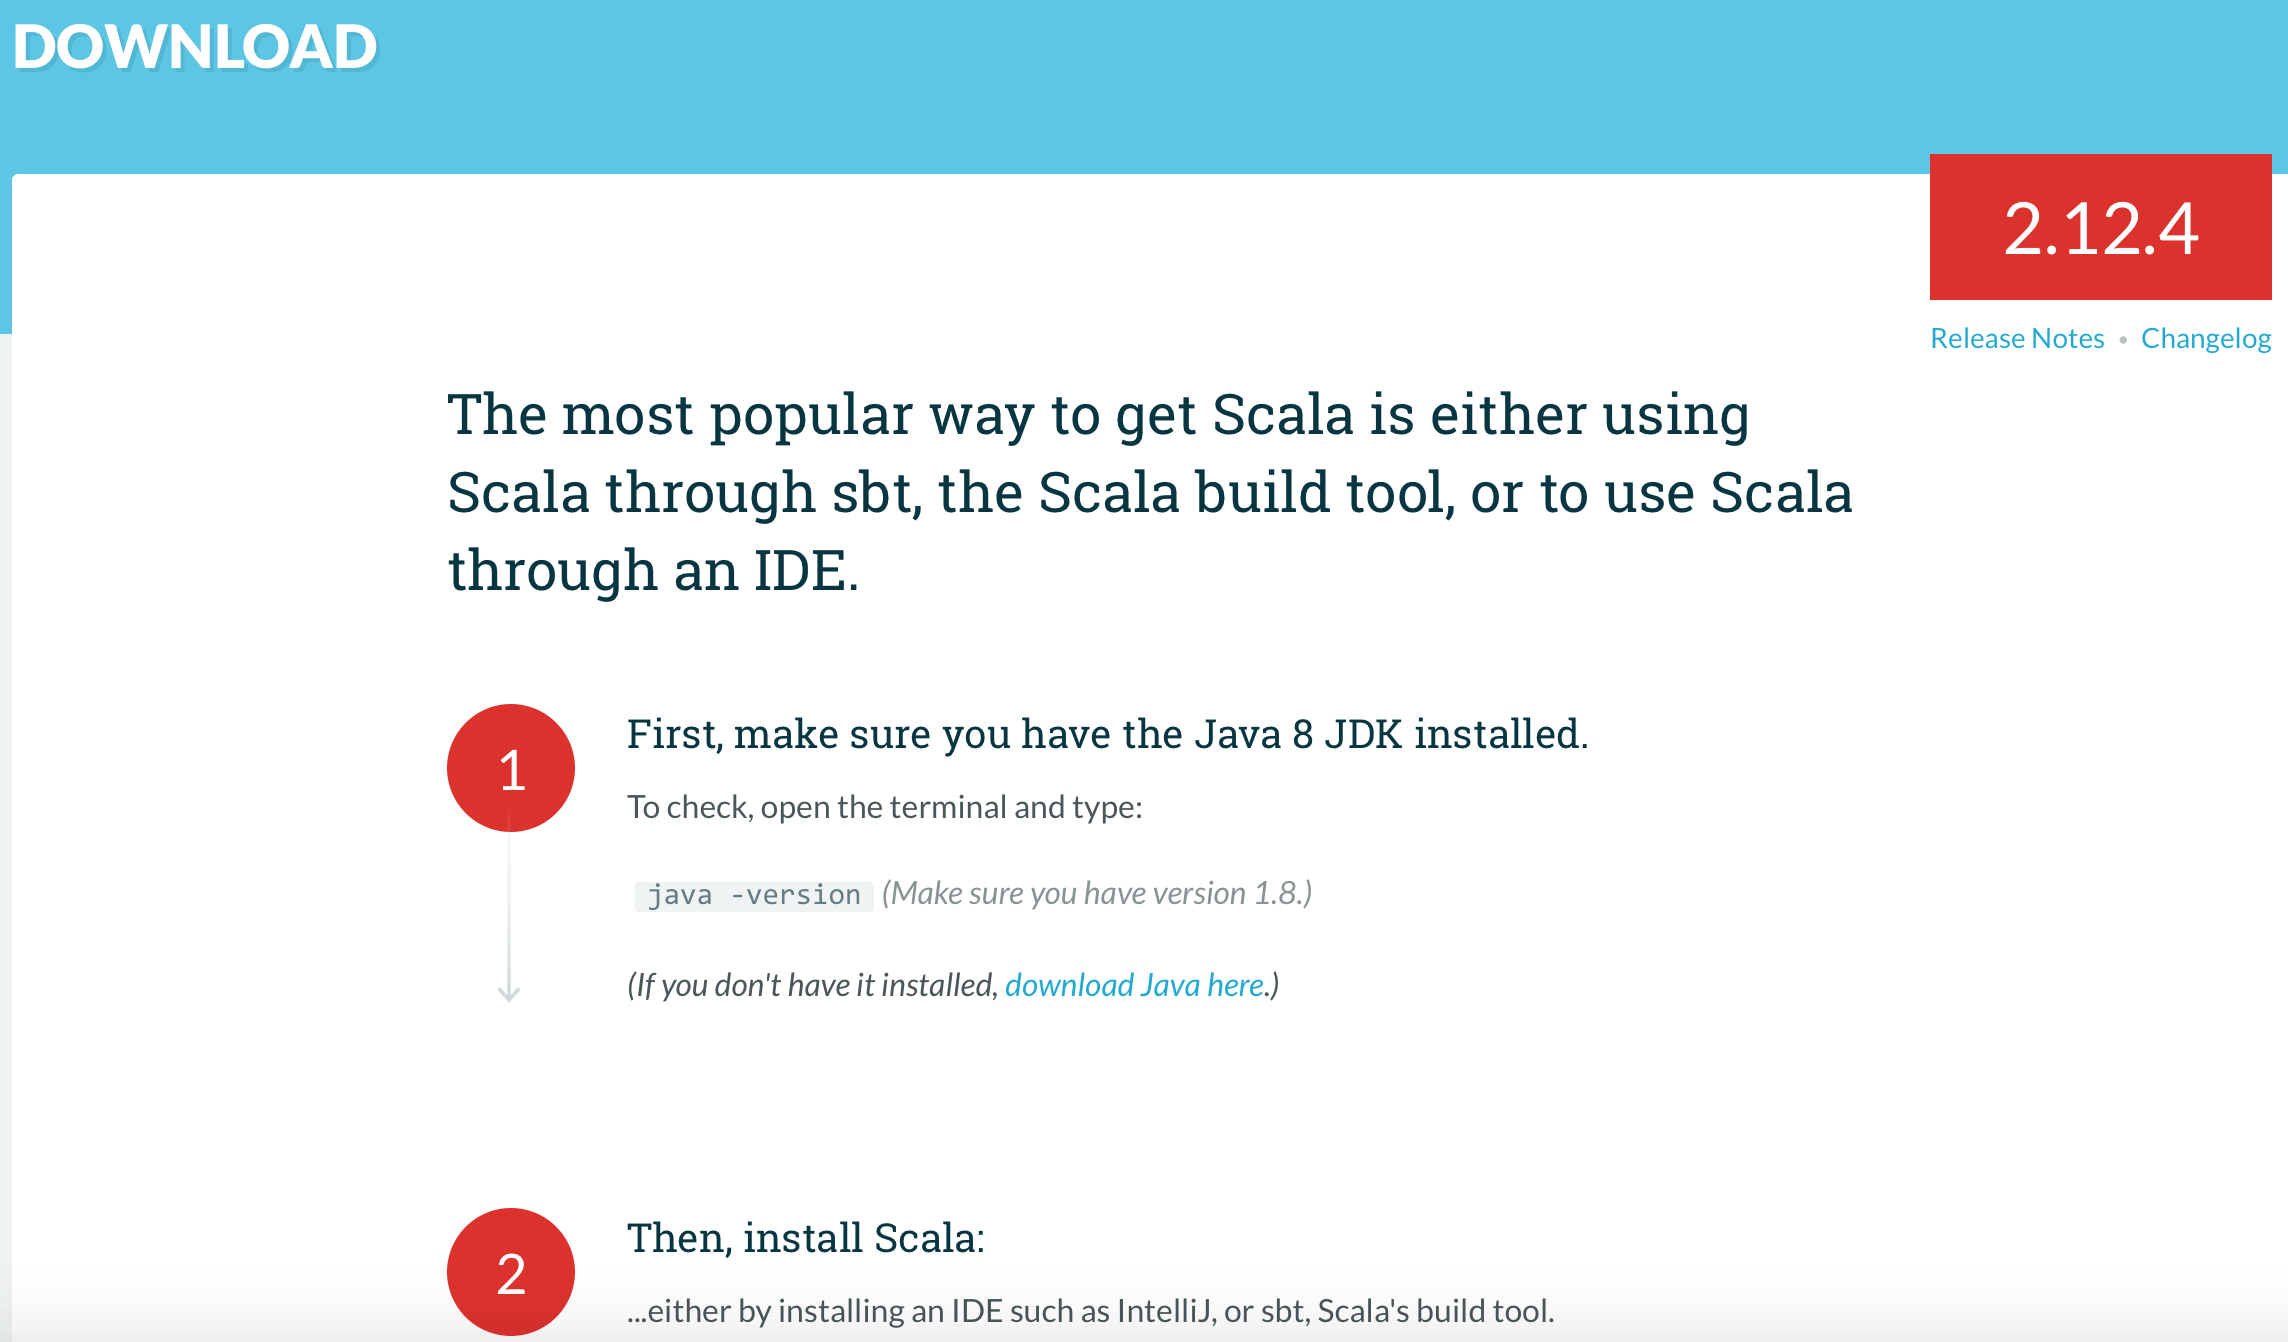 DOWNLOAD
2.12.4
Release Notes • Changelog
The most popular way to get Scala is either using
Scala through sbt, the Scala build tool, or to use Scala
through an IDE.
1
First, make sure you have the Java 8 JDK installed.
To check, open the terminal and type:
java -version (Make sure you have version 1.8.)
(If you don't have it installed, download Java here.)
2
Then, install Scala:
...either by installing an IDE such as IntelliJ, or sbt, Scala's build tool.